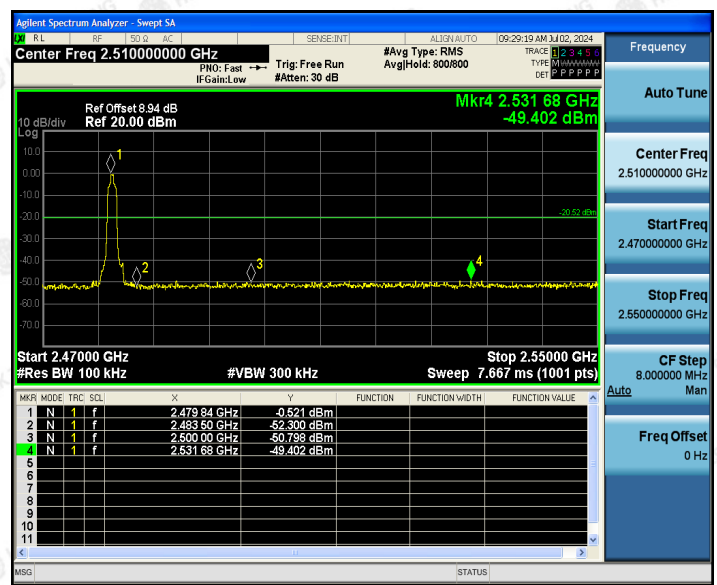 Agilent Spectrum Analyzer - Swept SA
LXI RL RF 50 Ω AC SENSE:INT ALIGN AUTO 09:29:19 AM Jul 02, 2024
Center Freq 2.510000000 GHz
#Avg Type: RMS
TRACE 1 2 3 4 5 6
PNO: Fast Trig: Free Run Avg|Hold: 800/800
TYPE M
IFGain:Low #Atten: 30 dB
DET P P P P P P
Mkr4 2.531 68 GHz
-49.402 dBm
Ref Offset 8.94 dB
10 dB/div Ref 20.00 dBm
Log
10.0
0.00
-10.0
-20.0
-30.0
-40.0
-50.0
-60.0
-70.0
1
2
3
4
-20.52 dBm
Start 2.47000 GHz Stop 2.55000 GHz
#Res BW 100 kHz #VBW 300 kHz Sweep 7.667 ms (1001 pts)
MKR MODE TRC SCL X Y FUNCTION FUNCTION WIDTH FUNCTION VALUE
1 N 1 f 2.479 84 GHz -0.521 dBm
2 N 1 f 2.483 50 GHz -52.300 dBm
3 N 1 f 2.500 00 GHz -50.798 dBm
4 N 1 f 2.531 68 GHz -49.402 dBm
5
6
7
8
9
10
11
MSG STATUS
Frequency
Auto Tune
Center Freq
2.510000000 GHz
Start Freq
2.470000000 GHz
Stop Freq
2.550000000 GHz
CF Step
8.000000 MHz
Auto Man
Freq Offset
0 Hz